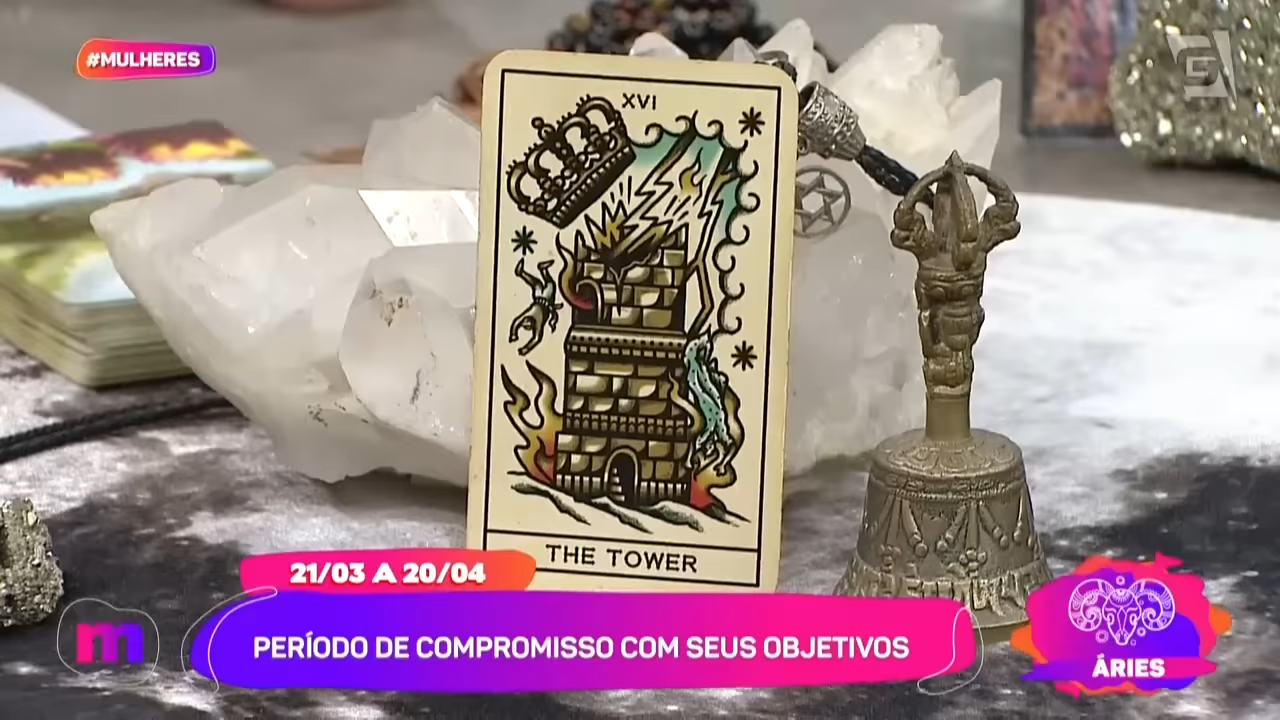 #MULHERES
XVI
THE TOWER
21/03 A 20/04
m
PERÍODO DE COMPROMISSO COM SEUS OBJETIVOS
ÁRIES